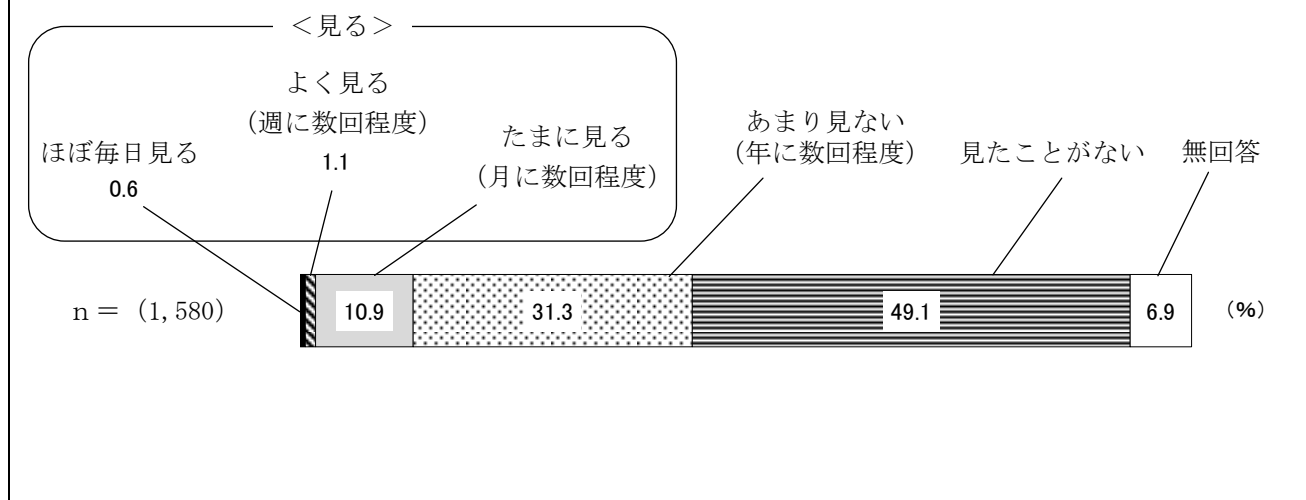 ＜見る＞
よく見る
（週に数回程度）
1.1
ほぼ毎日見る
0.6
たまに見る
（月に数回程度）
あまり見ない
（年に数回程度）
見たことがない
無回答
n＝（1,580）
10.9
31.3
49.1
6.9
（%）